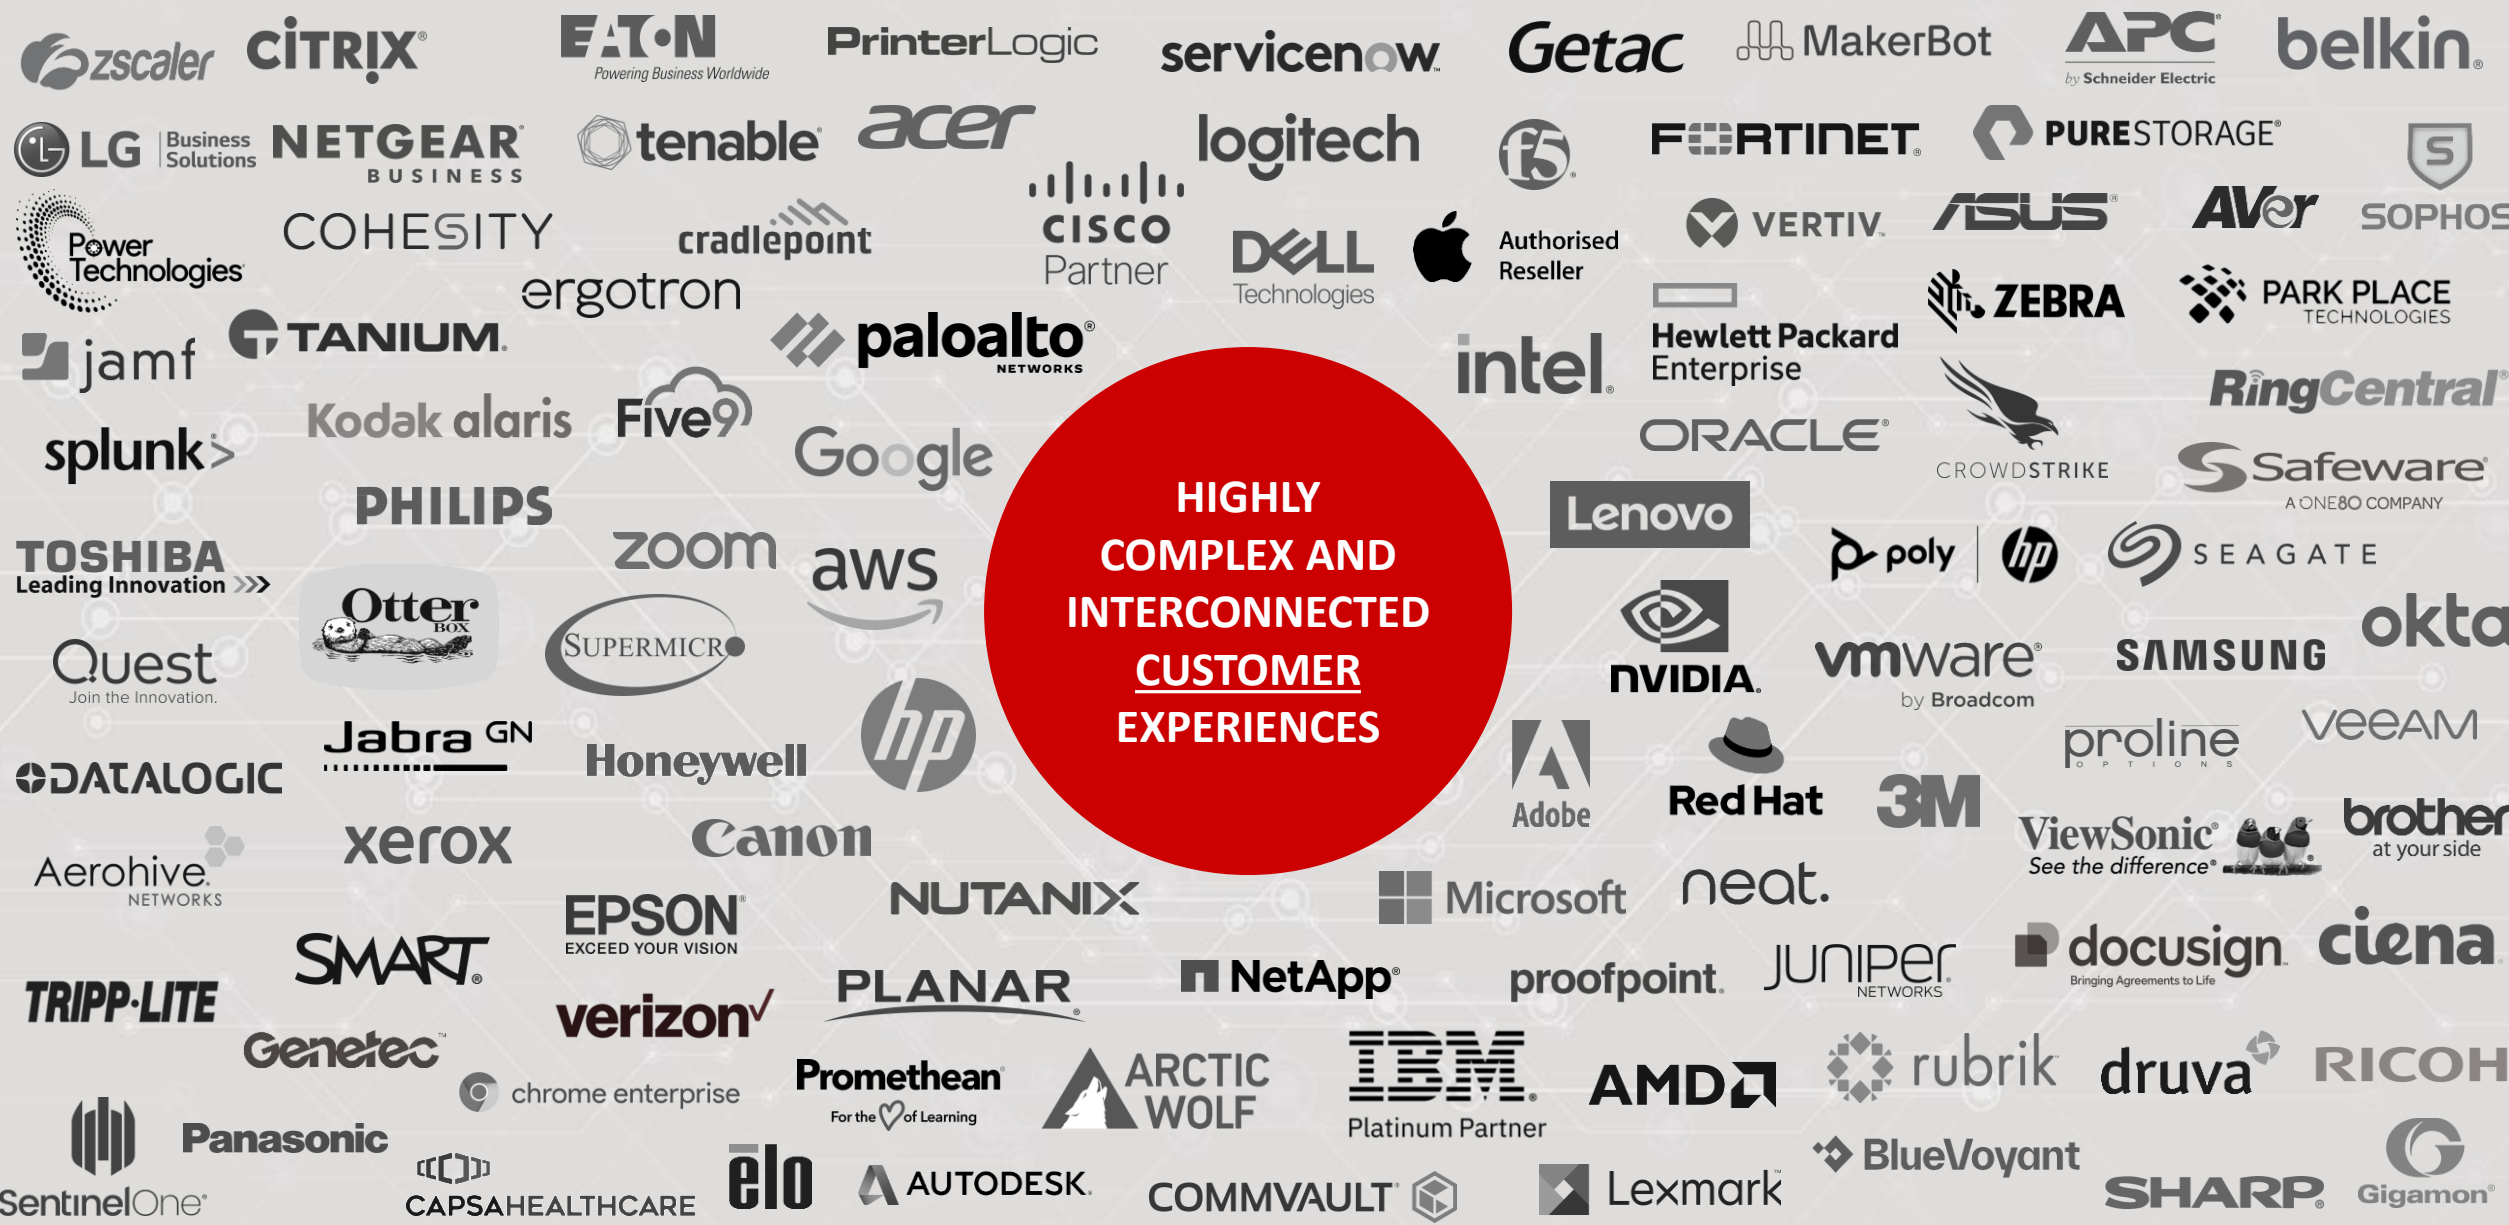 zscaler
CITRIX®
EATON
Powering Business Worldwide
PrinterLogic
servicenow™
Getac
MakerBot
APC®
by Schneider Electric
belkin®
LG
Business
Solutions
NETGEAR®
BUSINESS
tenable®
acer
logitech
f5®
FORTINET®
PURESTORAGE®
S
SOPHOS
Power
Technologies
COHESITY
cradlepoint
CISCO
Partner
DELL
Technologies
Authorised
Reseller
VERTIV™
ASUS®
AVer
ergotron
jamf
TANIUM®
paloalto®
NETWORKS
intel®
Hewlett Packard
Enterprise
ZEBRA
PARK PLACE
TECHNOLOGIES
Kodak alaris
Five9
Google
ORACLE®
CROWDSTRIKE
RingCentral®
splunk>
PHILIPS
Safeware®
A ONE80 COMPANY
HIGHLY
COMPLEX AND
INTERCONNECTED
CUSTOMER
EXPERIENCES
Lenovo
TOSHIBA
Leading Innovation >>>
zoom
aws
poly
hp
SEAGATE
Otter
BOX
SUPERMICRO
nVIDIA®
vmware®
by Broadcom
SAMSUNG
okta
Quest
Join the Innovation.
Jabra GN
Honeywell
hp
Adobe
Red Hat
3M
proline
OPTIONS
veeAM
DATALOGIC
xerox
Canon
ViewSonic®
See the difference®
brother
at your side
Aerohive®
NETWORKS
EPSON®
EXCEED YOUR VISION
NUTANIX
Microsoft
neat.
SMART®
PLANAR®
NetApp®
proofpoint®
JUNIPER
NETWORKS®
docusign™
Bringing Agreements to Life
ciena
TRIPP·LITE
verizon✓
Genetec™
chrome enterprise
Promethean®
For the ♡ of Learning
ARCTIC
WOLF
IBM®
Platinum Partner
AMD
rubrik
druva
RICOH
SentinelOne®
Panasonic
CAPSAHEALTHCARE
elo
AUTODESK®
COMMVAULT®
Lexmark™
BlueVoyant
SHARP®
Gigamon®